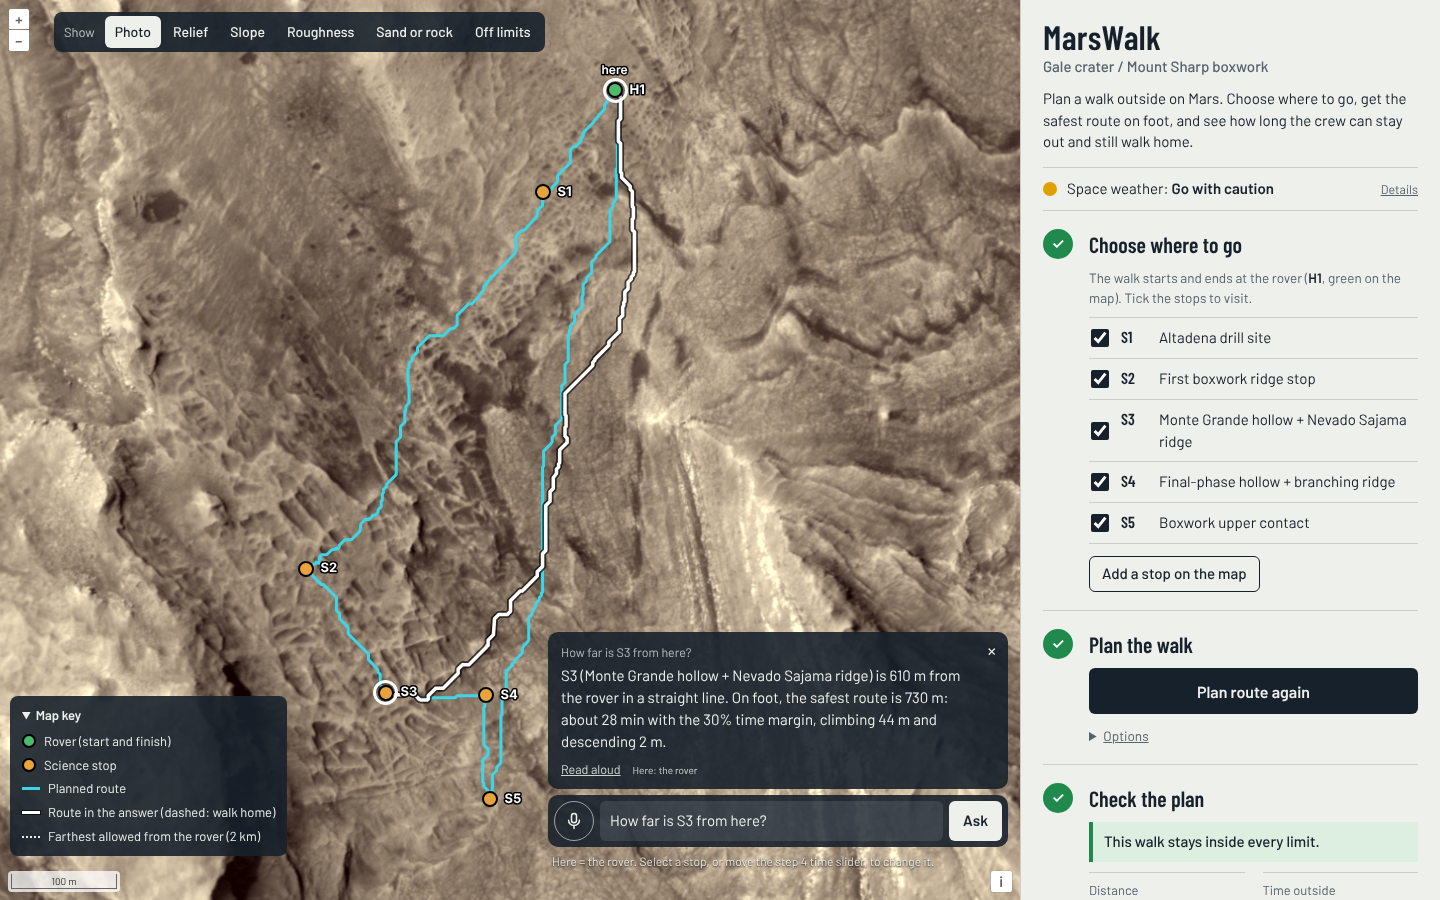 +
−
Show
Photo
Relief
Slope
Roughness
Sand or rock
Off limits
here
H1
S1
S2
S3
S4
S5
▼ Map key
Rover (start and finish)
Science stop
Planned route
Route in the answer (dashed: walk home)
Farthest allowed from the rover (2 km)
100 m
How far is S3 from here?
×
S3 (Monte Grande hollow + Nevado Sajama ridge) is 610 m from
the rover in a straight line. On foot, the safest route is 730 m:
about 28 min with the 30% time margin, climbing 44 m and
descending 2 m.
Read aloud Here: the rover
How far is S3 from here?
Ask
Here = the rover. Select a stop, or move the step 4 time slider, to change it.
i
MarsWalk
Gale crater / Mount Sharp boxwork
Plan a walk outside on Mars. Choose where to go, get the
safest route on foot, and see how long the crew can stay
out and still walk home.
Space weather: Go with caution
Details
Choose where to go
The walk starts and ends at the rover (H1, green on the
map). Tick the stops to visit.
S1 Altadena drill site
S2 First boxwork ridge stop
S3 Monte Grande hollow + Nevado Sajama
ridge
S4 Final-phase hollow + branching ridge
S5 Boxwork upper contact
Add a stop on the map
Plan the walk
Plan route again
▶ Options
Check the plan
This walk stays inside every limit.
Distance
Time outside